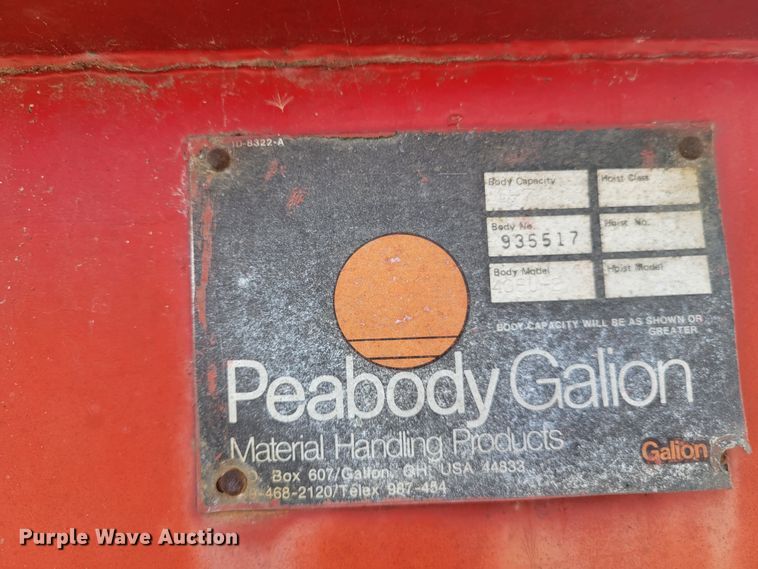 ID-8322-A
Body Capacity
Hoist Class
Body No.
935517
Hoist No.
Body Model
Hoist Model
BODY CAPACITY WILL BE AS SHOWN OR
GREATER
Peabody Galion
Material Handling Products
Galion
Box 607/Galion, OH, USA 44833
-468-2120/Telex 987-484
Purple Wave Auction®